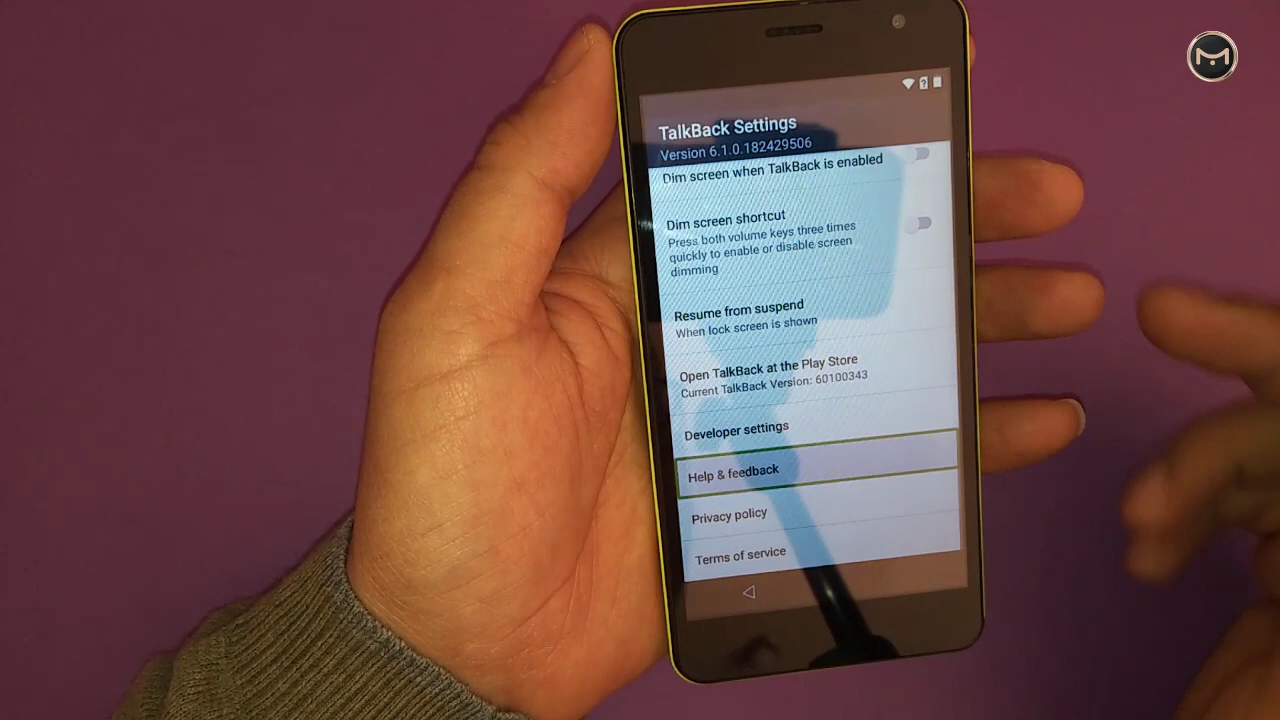 TalkBack Settings
Version 6.1.0.182429506
Dim screen when TalkBack is enabled
Dim screen shortcut
Press both volume keys three times
quickly to enable or disable screen
dimming
Resume from suspend
When lock screen is shown
Open TalkBack at the Play Store
Current TalkBack Version: 60100343
Developer settings
Help & feedback
Privacy policy
Terms of service